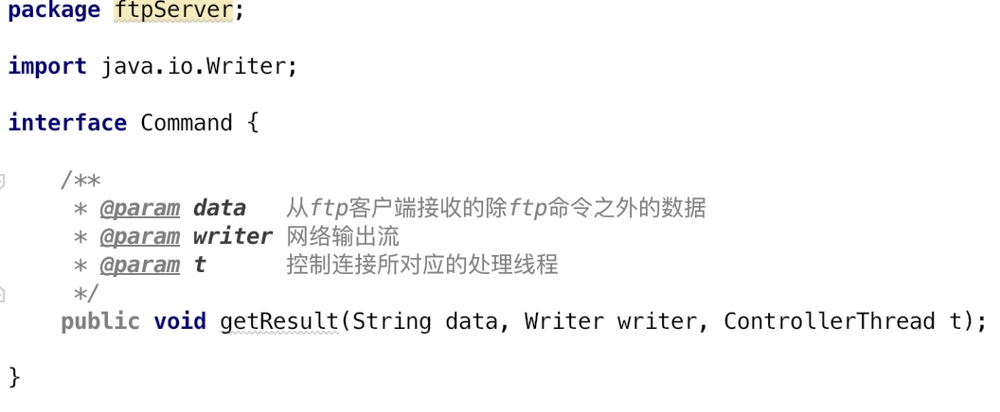 package ftpServer;
import java.io.Writer;
interface Command {
/**
* @param data 从ftp客户端接收的除ftp命令之外的数据
* @param writer 网络输出流
* @param t 控制连接所对应的处理线程
*/
public void getResult(String data, Writer writer, ControllerThread t);
}